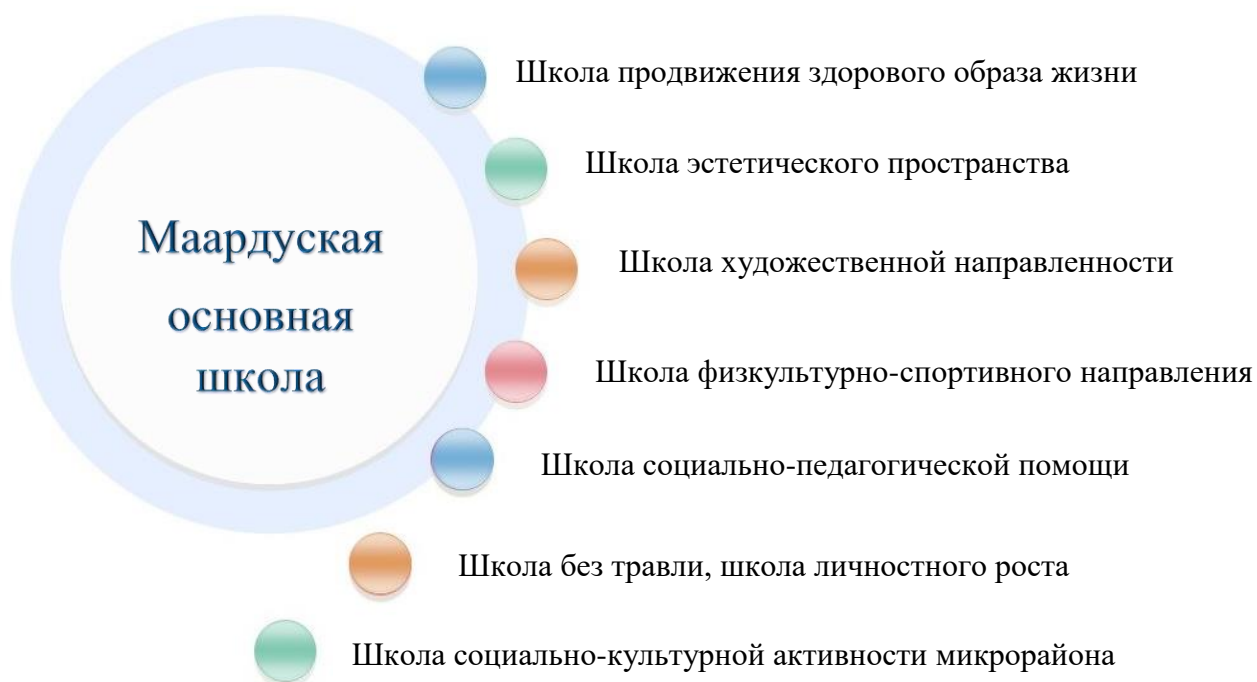 Школа продвижения здорового образа жизни
Школа эстетического пространства
Маардуская
основная
школа
Школа художественной направленности
Школа физкультурно-спортивного направления
Школа социально-педагогической помощи
Школа без травли, школа личностного роста
Школа социально-культурной активности микрорайона